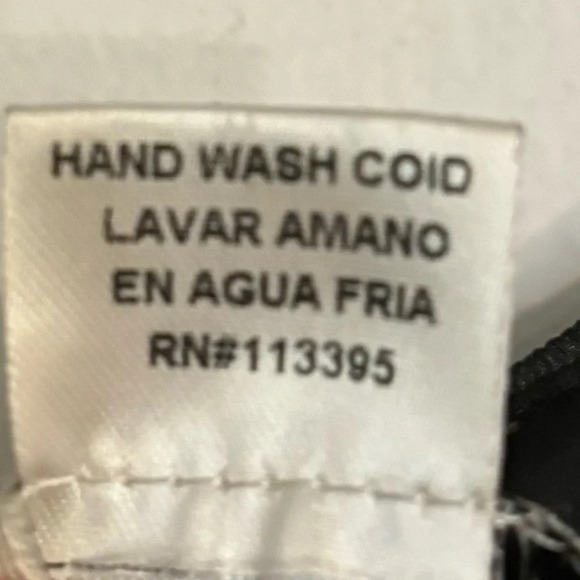 HAND WASH COID
LAVAR AMANO
EN AGUA FRIA
RN#113395